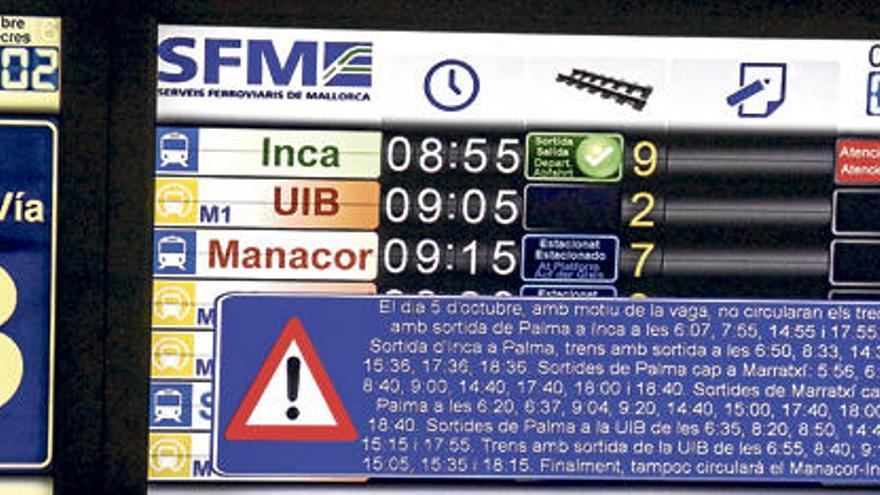 bre
cres
02
Vía
SFM
SERVEIS FERROVIARIS DE MALLORCA
Inca 08:55 Sortida Salida Depart. Abfahrt 9 Atenció Atenció
M1 UIB 09:05 2
Manacor 09:15 Estacionat Estacionado At Platform Auf der Gleis 7
M
M
S
M
El dia 5 d'octubre, amb motiu de la vaga, no circularan els tren
amb sortida de Palma a Inca a les 6:07, 7:55, 14:55 i 17:55
Sortida d'Inca a Palma, trens amb sortida a les 6:50, 8.33, 14:3
15:36, 17:36, 18:36. Sortides de Palma cap a Marratxí: 5:56, 6:
8:40, 9:00, 14:40, 17:40, 18:00 i 18:40. Sortides de Marratxí ca
Palma a les 6:20, 6:37, 9:04, 9:20, 14:40, 15:00, 17:40, 18:00
18:40. Sortides de Palma a la UIB de les 6:35, 8:20, 8:50, 14:4
15:15 i 17:55. Trens amb sortida de la UIB de les 6:55, 8:40, 9:1
15:05, 15:35 i 18:15. Finalment, tampoc circularà el Manacor-In